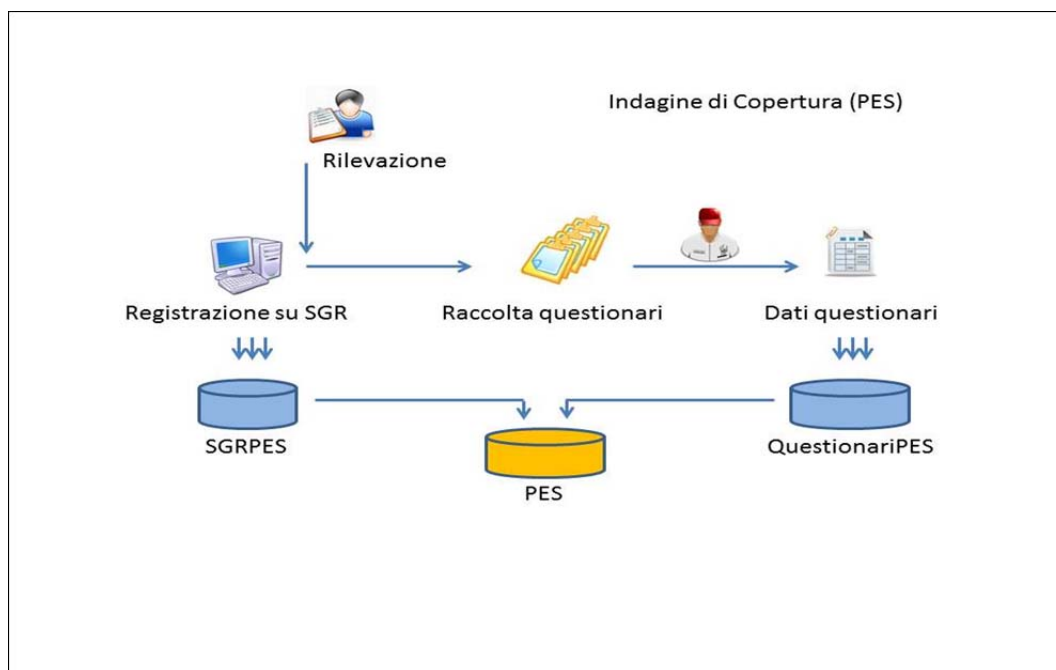 Indagine di Copertura (PES)
Rilevazione
Registrazione su SGR
Raccolta questionari
Dati questionari
SGRPES
QuestionariPES
PES